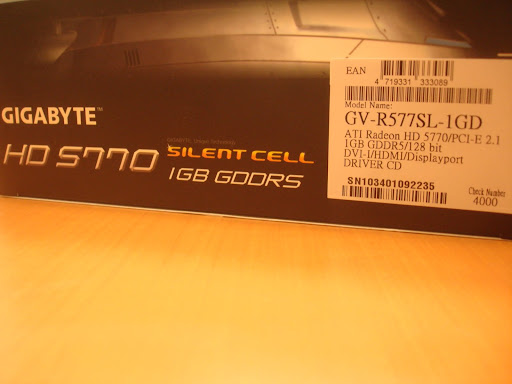 GIGABYTE™
HD 5770
SILENT CELL
1GB GDDR5
EAN
4 719331 333089
Model Name:
GV-R577SL-1GD
ATI Radeon HD 5770/PCI-E 2.1
1GB GDDR5/128 bit
DVI-I/HDMI/Displayport
DRIVER CD
SN103401092235
Check Number
4000